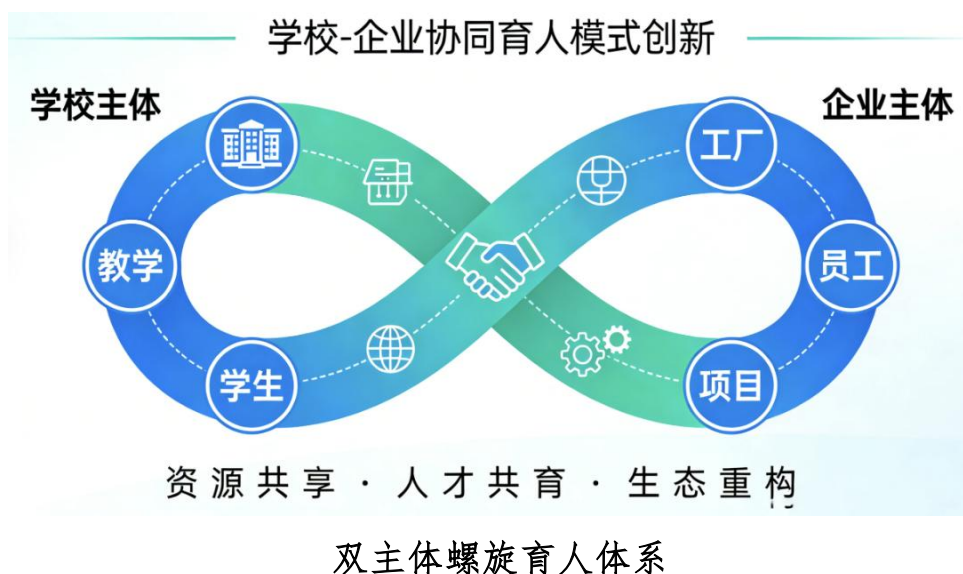 学校-企业协同育人模式创新
学校主体
企业主体
工厂
教学
员工
学生
项目
资源共享·人才共育·生态重构
双主体螺旋育人体系